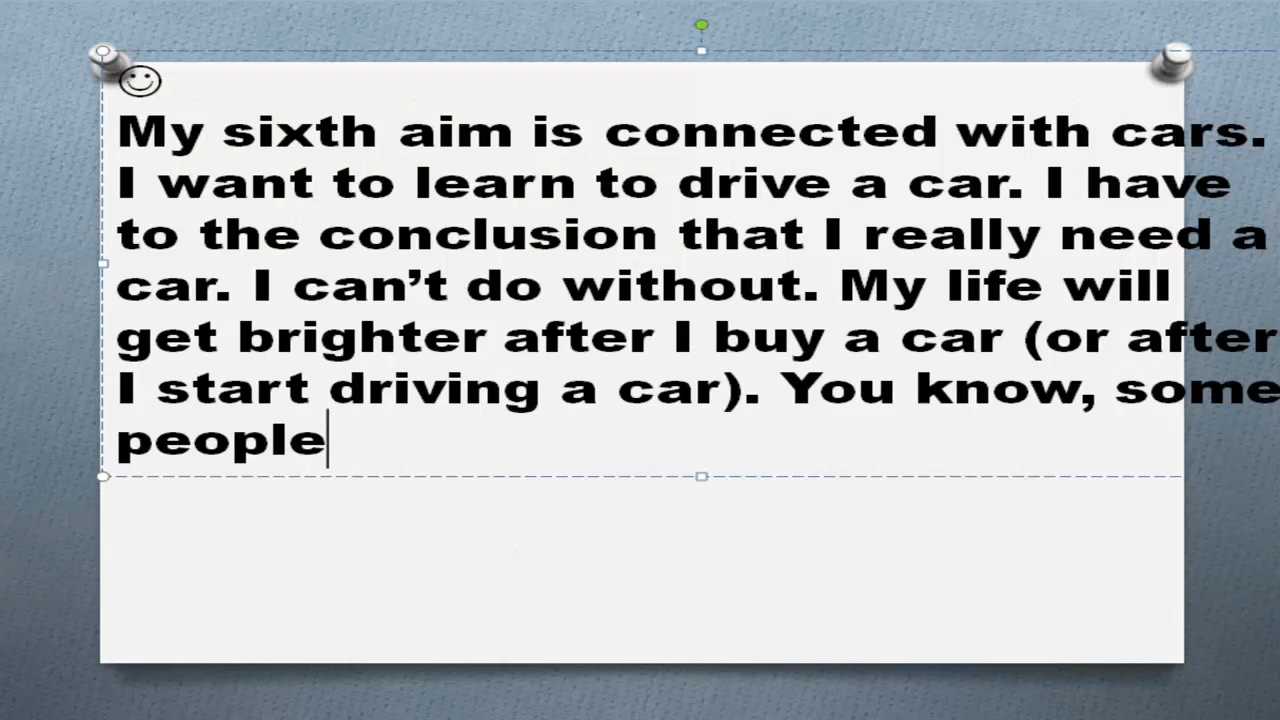 My sixth aim is connected with cars.
I want to learn to drive a car. I have
to the conclusion that I really need a
car. I can’t do without. My life will
get brighter after I buy a car (or after
I start driving a car). You know, some
people